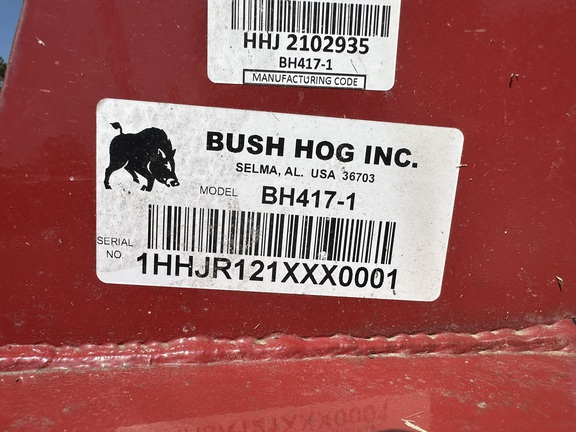 HHJ 2102935
BH417-1
MANUFACTURING CODE
BUSH HOG INC.
SELMA, AL. USA 36703
MODEL BH417-1
SERIAL NO. 1HHJR121XXX0001